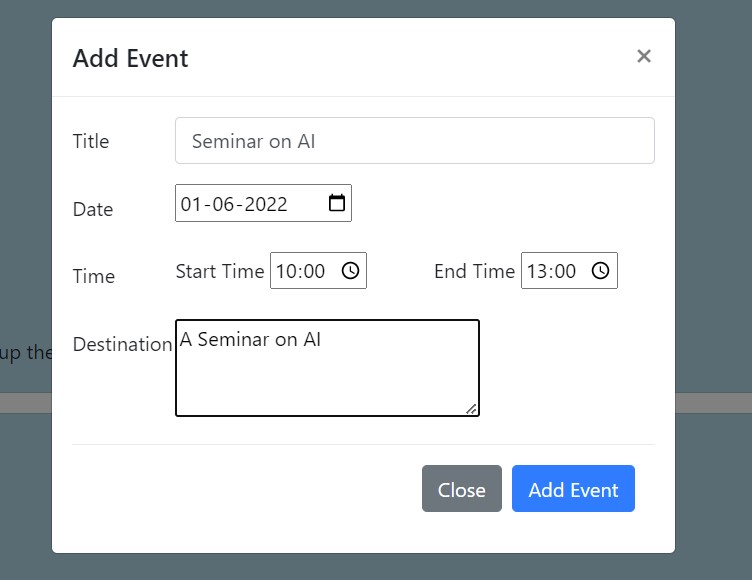 Add Event ×
Title Seminar on AI
Date 01-06-2022
Time Start Time 10:00 End Time 13:00
up the
Destination A Seminar on AI
Close Add Event